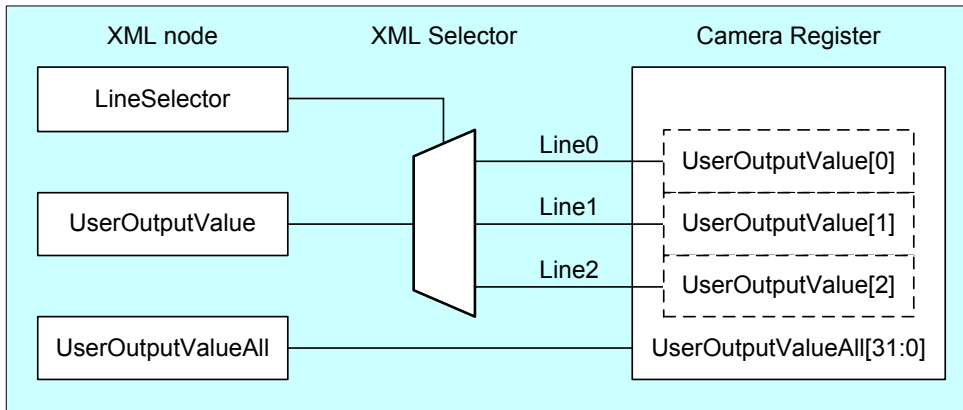 XML node
XML Selector
Camera Register
LineSelector
Line0
UserOutputValue[0]
UserOutputValue
Line1
UserOutputValue[1]
Line2
UserOutputValue[2]
UserOutputValueAll
UserOutputValueAll[31:0]